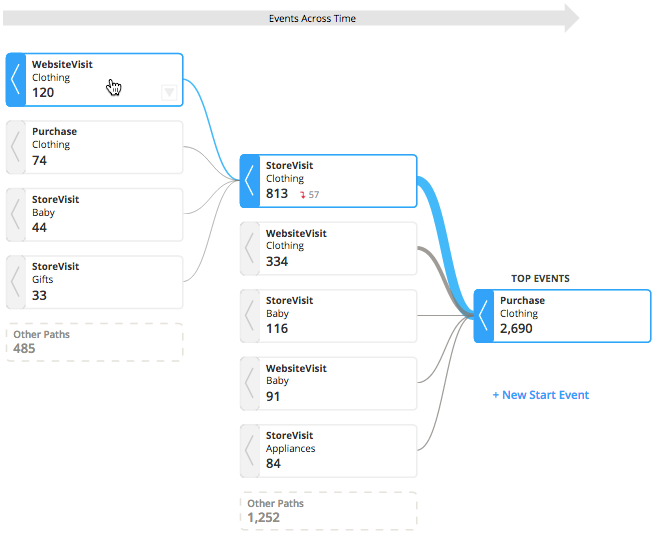 Events Across Time
WebsiteVisit
Clothing
120
Purchase
Clothing
74
StoreVisit
Baby
44
StoreVisit
Gifts
33
Other Paths
485
StoreVisit
Clothing
813 57
WebsiteVisit
Clothing
334
StoreVisit
Baby
116
WebsiteVisit
Baby
91
StoreVisit
Appliances
84
Other Paths
1,252
TOP EVENTS
Purchase
Clothing
2,690
+ New Start Event